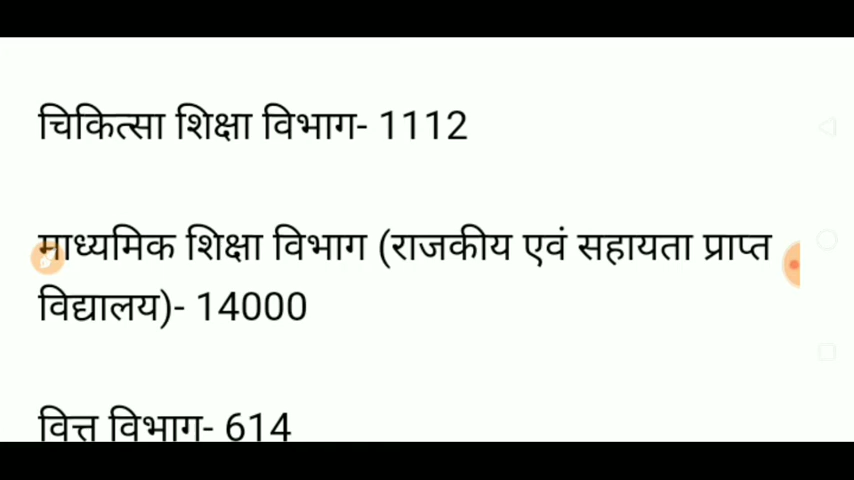 चिकित्सा शिक्षा विभाग- 1112
माध्यमिक शिक्षा विभाग (राजकीय एवं सहायता प्राप्त
विद्यालय)- 14000
वित्त विभाग- 614